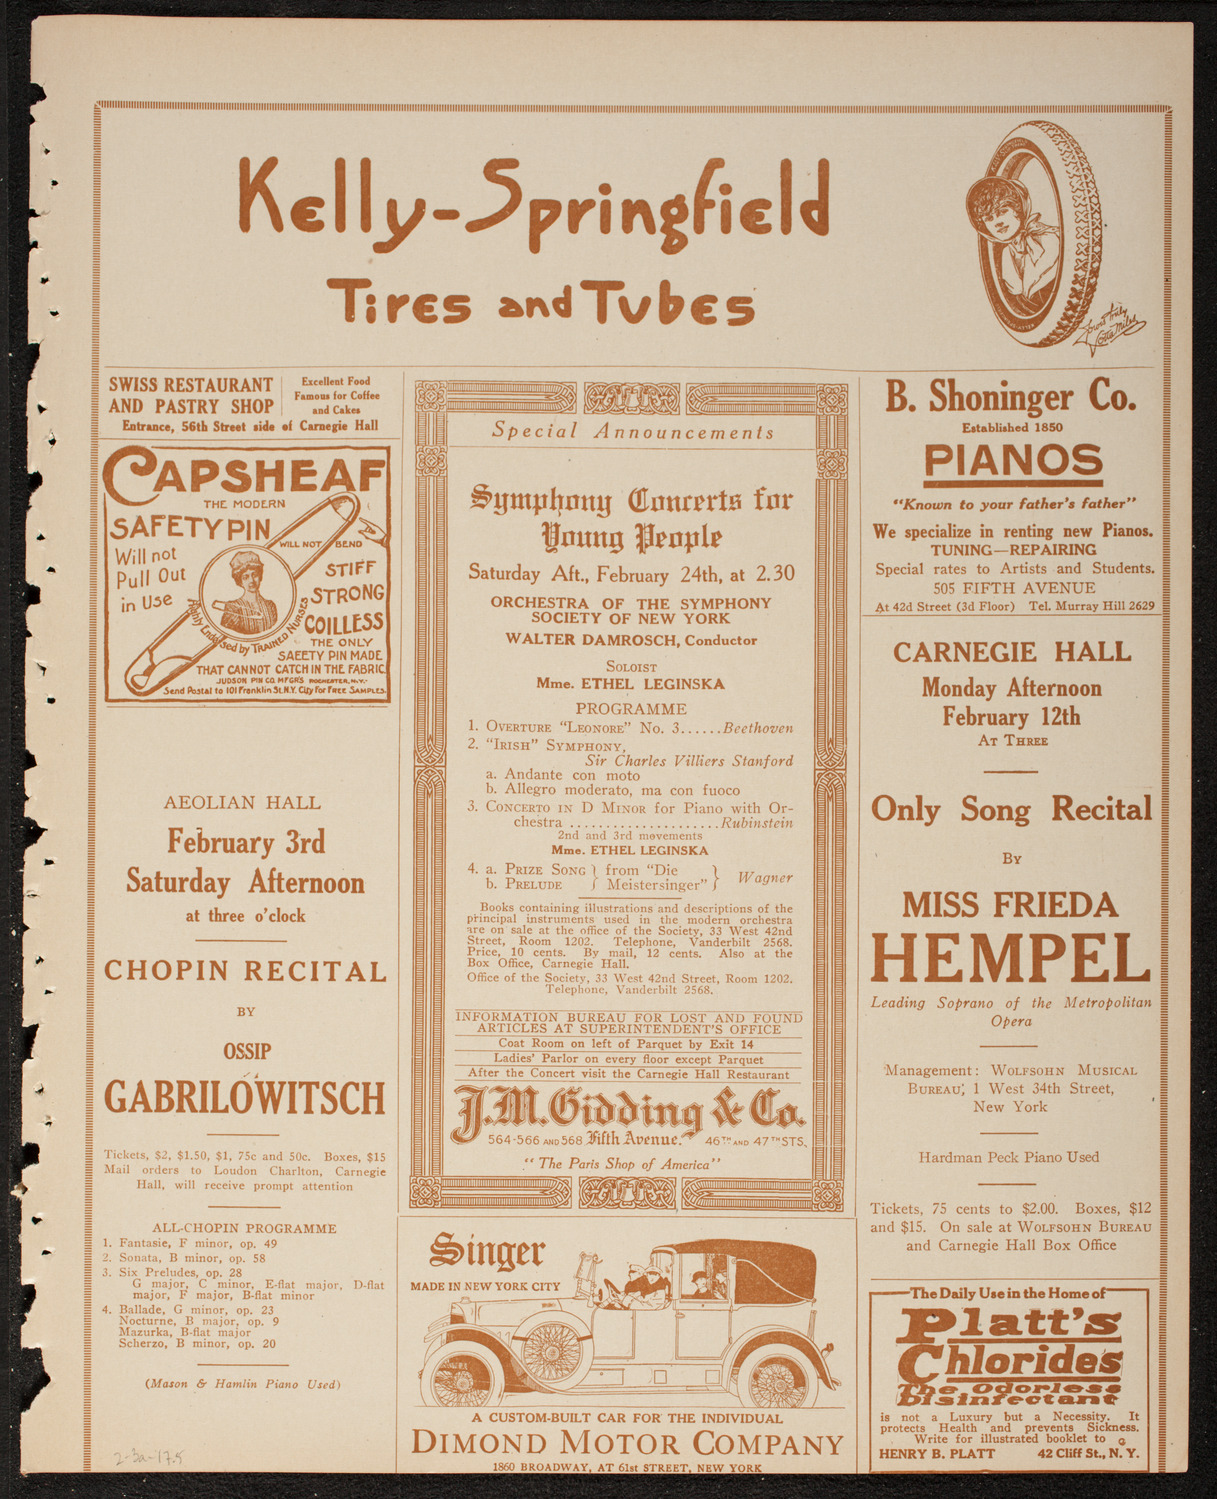 Kelly-Springfield
Tires and Tubes
Yours Truly
Lotta Miles
SWISS RESTAURANT
AND PASTRY SHOP
Excellent Food
Famous for Coffee
and Cakes
Entrance, 56th Street side of Carnegie Hall
CAPSHEAF
THE MODERN
SAFETY PIN
WILL NOT BEND
Will not
Pull Out
in Use
STIFF
STRONG
COILLESS
Highly Endorsed by TRAINED NURSES
THE ONLY
SAFETY PIN MADE
THAT CANNOT CATCH IN THE FABRIC.
JUDSON PIN CO. MFGR'S ROCHESTER, N.Y.
Send Postal to 101 Franklin St. N.Y. City for FREE SAMPLES.
AEOLIAN HALL
February 3rd
Saturday Afternoon
at three o'clock
CHOPIN RECITAL
BY
OSSIP
GABRILÓWITSCH
Tickets, $2, $1.50, $1, 75c and 50c. Boxes, $15
Mail orders to Loudon Charlton, Carnegie
Hall, will receive prompt attention
ALL-CHOPIN PROGRAMME
1. Fantasie, F minor, op. 49
2. Sonata, B minor, op. 58
3. Six Preludes, op. 28
G major, C minor, E-flat major, D-flat
major, F major, B-flat minor
4. Ballade, G minor, op. 23
Nocturne, B major, op. 9
Mazurka, B-flat major
Scherzo, B minor, op. 20
(Mason & Hamlin Piano Used)
Special Announcements
Symphony Concerts for
Young People
Saturday Aft., February 24th, at 2.30
ORCHESTRA OF THE SYMPHONY
SOCIETY OF NEW YORK
WALTER DAMROSCH, Conductor
SOLOIST
Mme. ETHEL LEGINSKA
PROGRAMME
1. OVERTURE "LEONORE" No. 3......Beethoven
2. "IRISH" SYMPHONY,
Sir Charles Villiers Stanford
a. Andante con moto
b. Allegro moderato, ma con fuoco
3. CONCERTO IN D MINOR for Piano with Or-
chestra .....................Rubinstein
2nd and 3rd movements
Mme. ETHEL LEGINSKA
4. a. PRIZE SONG } from "Die } Wagner
b. PRELUDE } Meistersinger" }
Books containing illustrations and descriptions of the
principal instruments used in the modern orchestra
are on sale at the office of the Society, 33 West 42nd
Street, Room 1202. Telephone, Vanderbilt 2568.
Price, 10 cents. By mail, 12 cents. Also at the
Box Office, Carnegie Hall.
Office of the Society, 33 West 42nd Street, Room 1202.
Telephone, Vanderbilt 2568.
INFORMATION BUREAU FOR LOST AND FOUND
ARTICLES AT SUPERINTENDENT'S OFFICE
Coat Room on left of Parquet by Exit 14
Ladies' Parlor on every floor except Parquet
After the Concert visit the Carnegie Hall Restaurant
J.M. Gidding & Co.
564-566 AND 568 Fifth Avenue. 46TH AND 47TH STS.
"The Paris Shop of America"
Singer
MADE IN NEW YORK CITY
A CUSTOM-BUILT CAR FOR THE INDIVIDUAL
DIMOND MOTOR COMPANY
1860 BROADWAY, AT 61st STREET, NEW YORK
B. Shoninger Co.
Established 1850
PIANOS
"Known to your father's father"
We specialize in renting new Pianos.
TUNING—REPAIRING
Special rates to Artists and Students.
505 FIFTH AVENUE
At 42d Street (3d Floor) Tel. Murray Hill 2629
CARNEGIE HALL
Monday Afternoon
February 12th
AT THREE
Only Song Recital
BY
MISS FRIEDA
HEMPEL
Leading Soprano of the Metropolitan
Opera
Management: WOLFSOHN MUSICAL
BUREAU, 1 West 34th Street,
New York
Hardman Peck Piano Used
Tickets, 75 cents to $2.00. Boxes, $12
and $15. On sale at WOLFSOHN BUREAU
and Carnegie Hall Box Office
The Daily Use in the Home of
Platt's
Chlorides
The Odorless
Disinfectant
is not a Luxury but a Necessity. It
protects Health and prevents Sickness.
Write for illustrated booklet to
HENRY B. PLATT 42 Cliff St., N. Y.